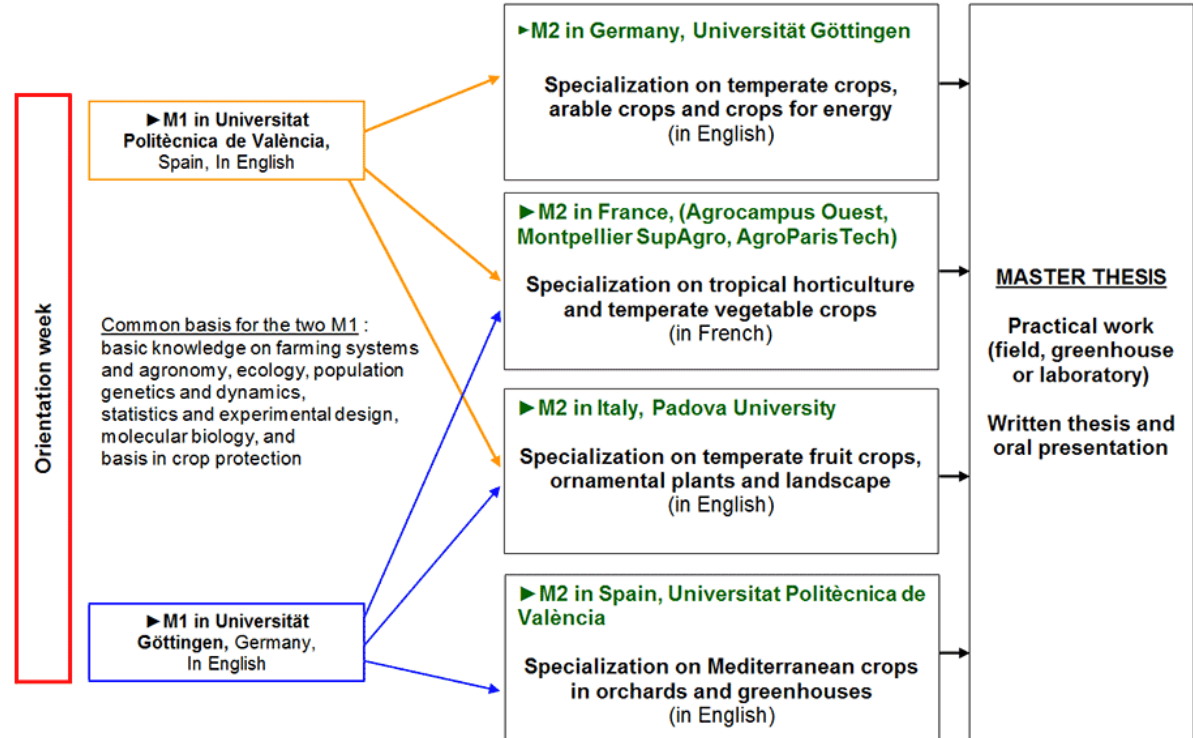 Orientation week
►M1 in Universitat
Politècnica de València,
Spain, In English
Common basis for the two M1 :
basic knowledge on farming systems
and agronomy, ecology, population
genetics and dynamics,
statistics and experimental design,
molecular biology, and
basis in crop protection
►M1 in Universität
Göttingen, Germany,
In English
►M2 in Germany, Universität Göttingen
Specialization on temperate crops,
arable crops and crops for energy
(in English)
►M2 in France, (Agrocampus Ouest,
Montpellier SupAgro, AgroParisTech)
Specialization on tropical horticulture
and temperate vegetable crops
(in French)
►M2 in Italy, Padova University
Specialization on temperate fruit crops,
ornamental plants and landscape
(in English)
►M2 in Spain, Universitat Politècnica de
València
Specialization on Mediterranean crops
in orchards and greenhouses
(in English)
MASTER THESIS
Practical work
(field, greenhouse
or laboratory)
Written thesis and
oral presentation